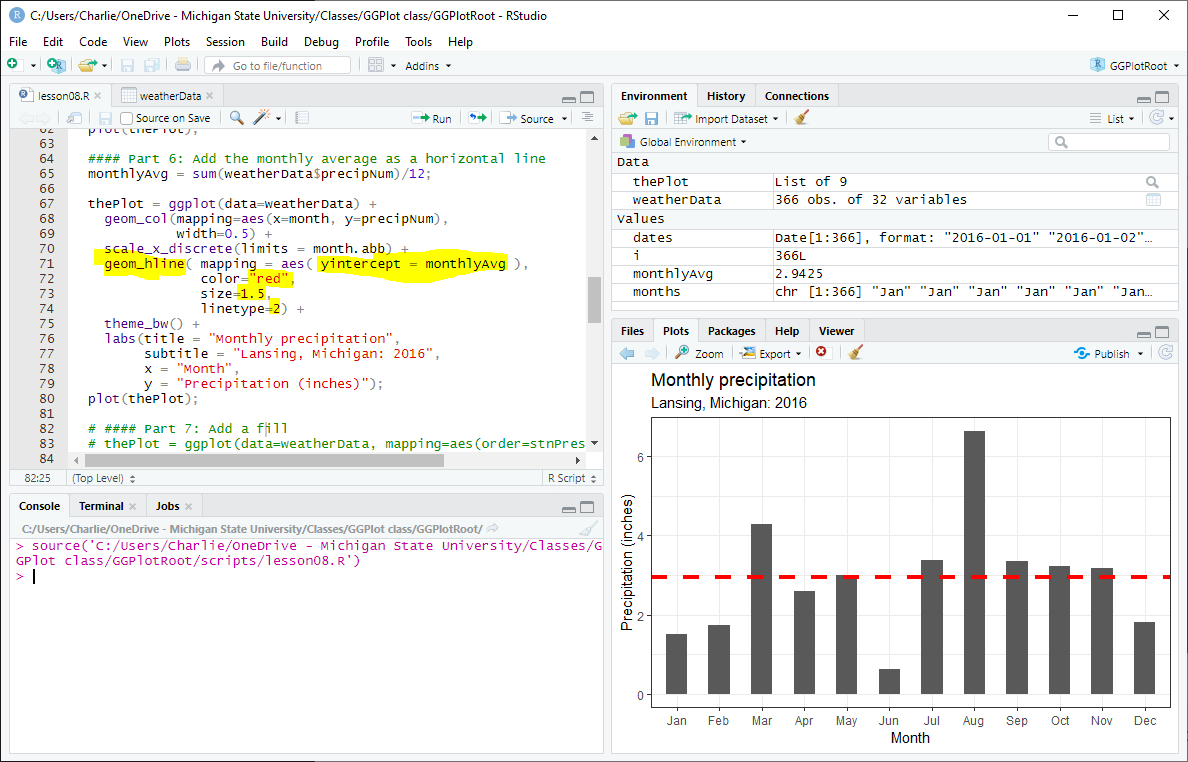 C:/Users/Charlie/OneDrive - Michigan State University/Classes/GGPlot class/GGPlotRoot - RStudio
File Edit Code View Plots Session Build Debug Profile Tools Help
Go to file/function Addins GGPlotRoot
lesson08.R weatherData
Source on Save Run Source
62 plot(thePlot);
63
64 #### Part 6: Add the monthly average as a horizontal line
65 monthlyAvg = sum(weatherData$precipNum)/12;
66
67 thePlot = ggplot(data=weatherData) +
68 geom_col(mapping=aes(x=month, y=precipNum),
69 width=0.5) +
70 scale_x_discrete(limits = month.abb) +
71 geom_hline( mapping = aes( yintercept = monthlyAvg ),
72 color="red",
73 size=1.5,
74 linetype=2) +
75 theme_bw() +
76 labs(title = "Monthly precipitation",
77 subtitle = "Lansing, Michigan: 2016",
78 x = "Month",
79 y = "Precipitation (inches)");
80 plot(thePlot);
81
82 # #### Part 7: Add a fill
83 # thePlot = ggplot(data=weatherData, mapping=aes(order=stnPres
84
82:25 (Top Level) R Script
Console Terminal Jobs
C:/Users/Charlie/OneDrive - Michigan State University/Classes/GGPlot class/GGPlotRoot/
> source('C:/Users/Charlie/OneDrive - Michigan State University/Classes/G
GPlot class/GGPlotRoot/scripts/lesson08.R')
>
Environment History Connections
Import Dataset List
Global Environment
Data
thePlot List of 9
weatherData 366 obs. of 32 variables
Values
dates Date[1:366], format: "2016-01-01" "2016-01-02"…
i 366L
monthlyAvg 2.9425
months chr [1:366] "Jan" "Jan" "Jan" "Jan" "Jan" "Jan…
Files Plots Packages Help Viewer
Zoom Export Publish
Monthly precipitation
Lansing, Michigan: 2016
Precipitation (inches)
6
4
2
0
Jan Feb Mar Apr May Jun Jul Aug Sep Oct Nov Dec
Month